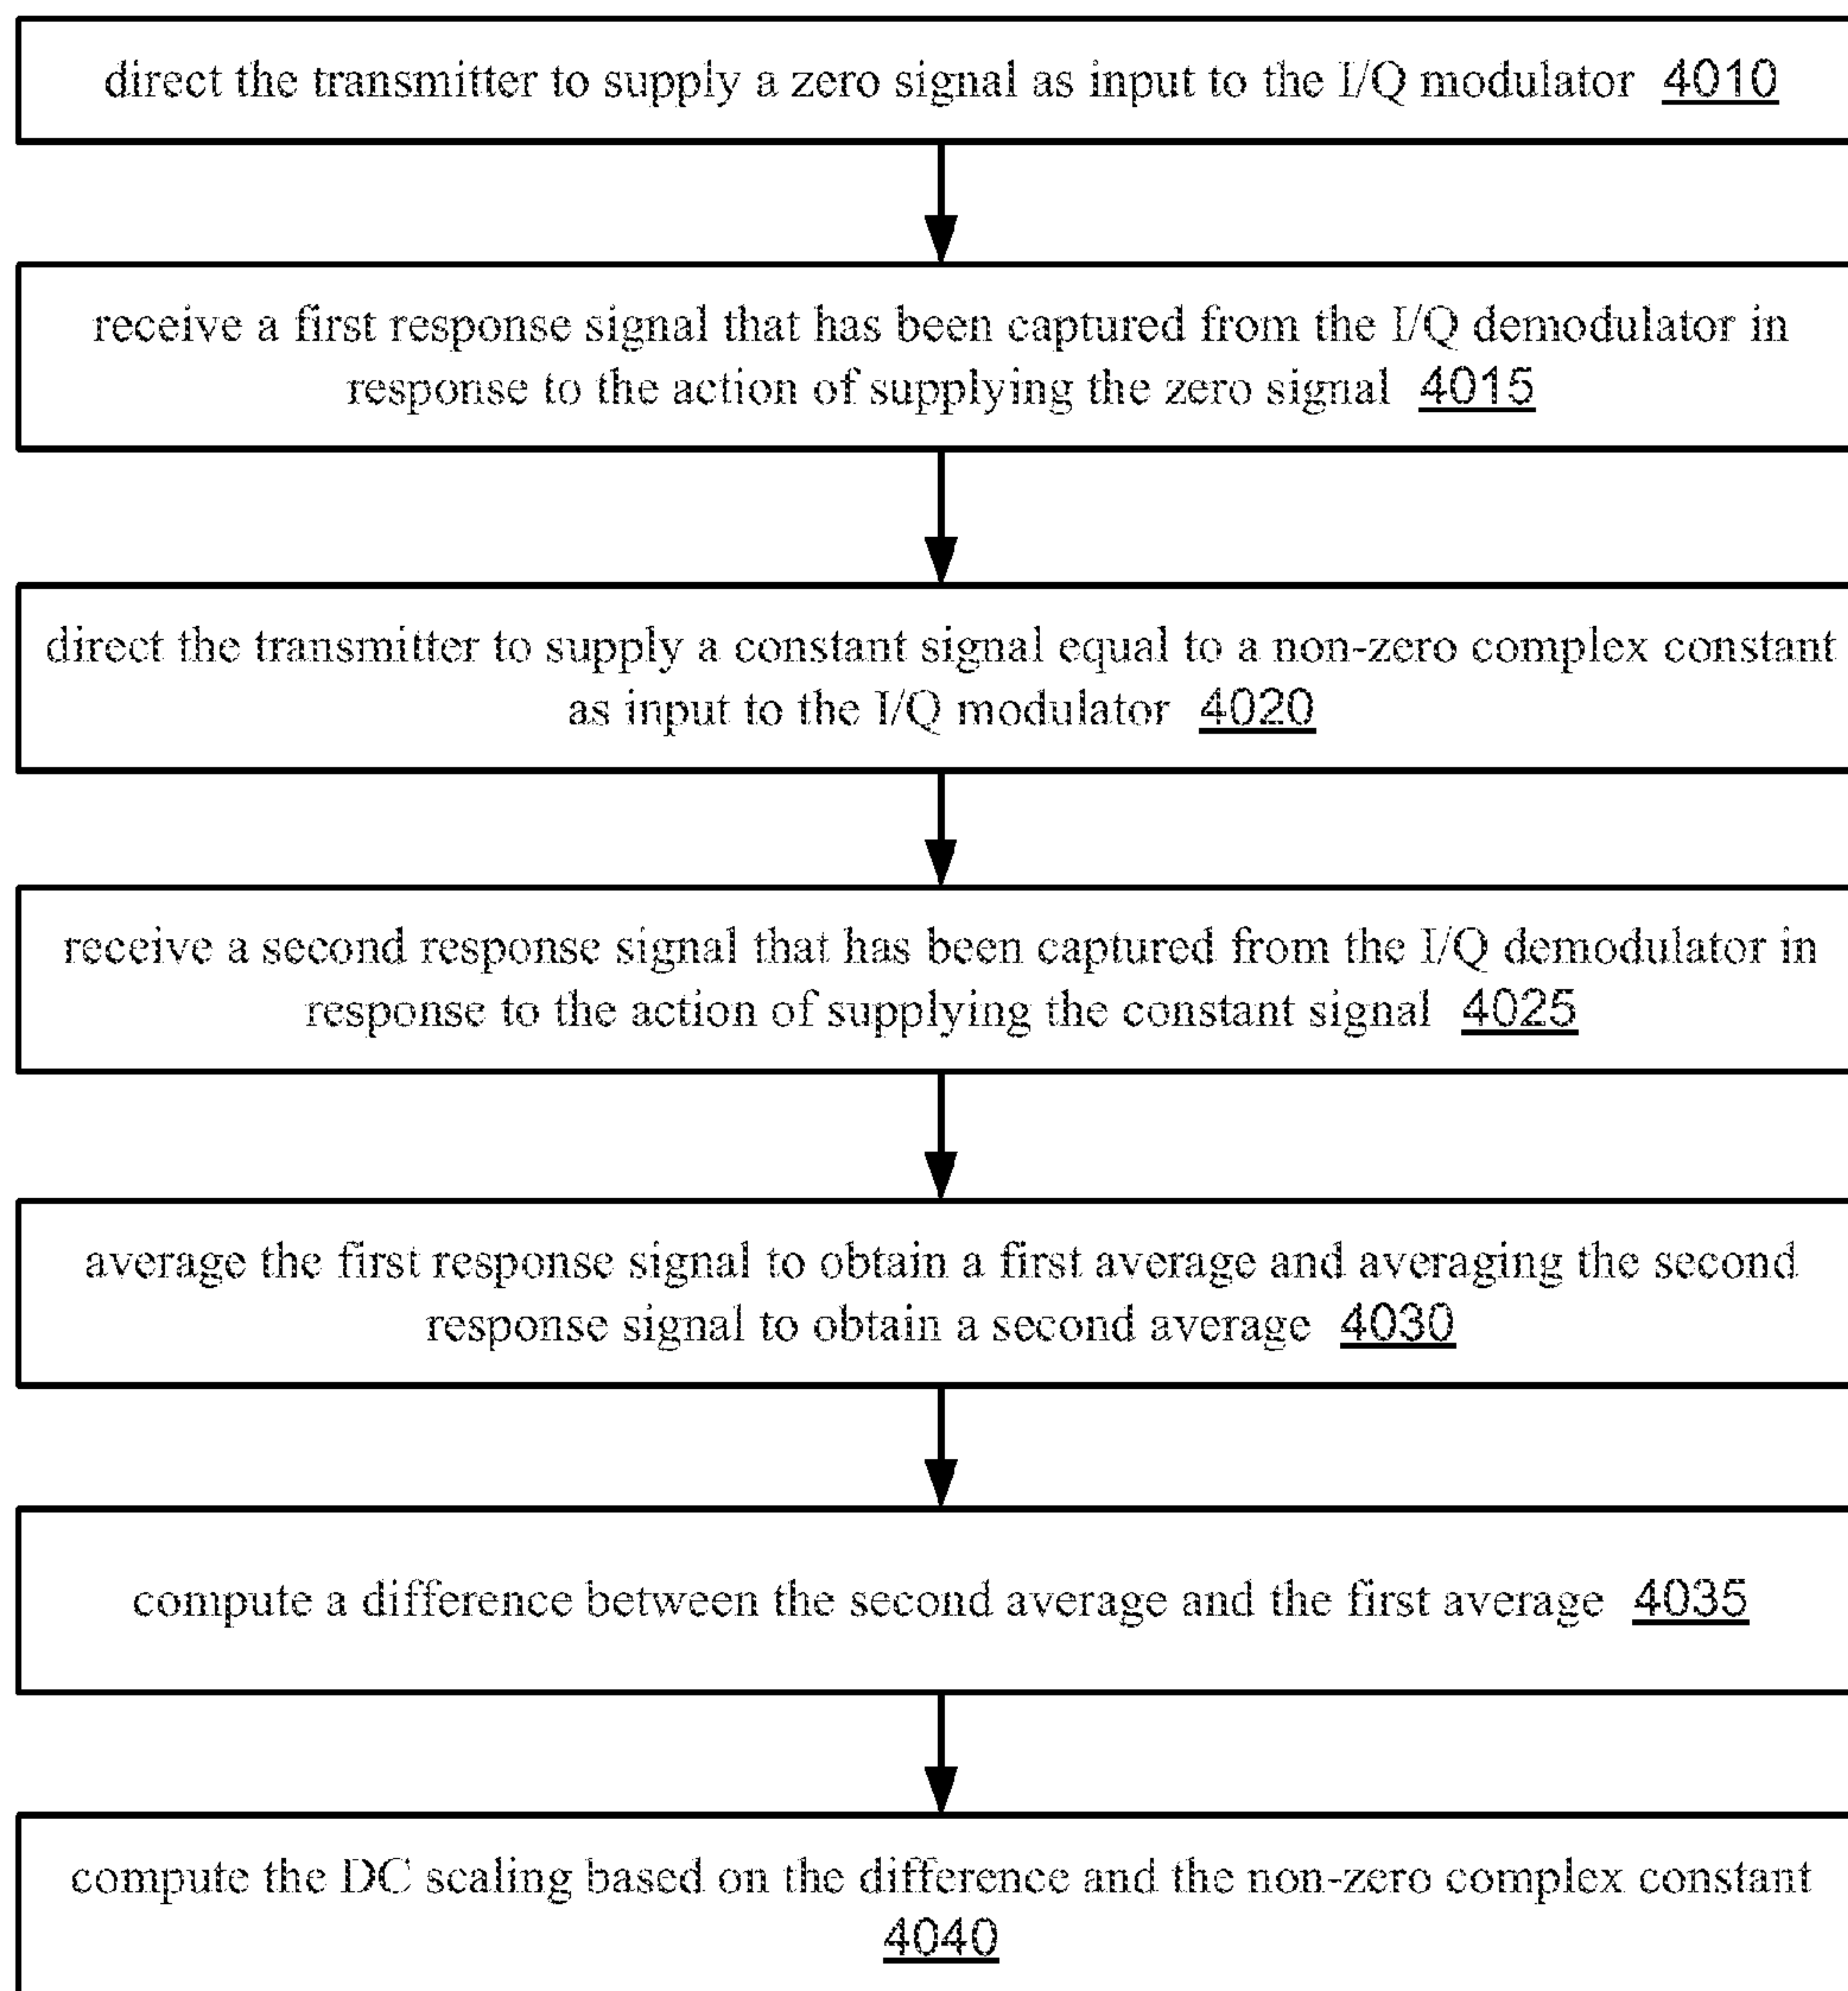 direct the transmitter to supply a zero signal as input to the I/Q modulator 4010
receive a first response signal that has been captured from the I/Q demodulator in
response to the action of supplying the zero signal 4015
direct the transmitter to supply a constant signal equal to a non-zero complex constant
as input to the I/Q modulator 4020
receive a second response signal that has been captured from the I/Q demodulator in
response to the action of supplying the constant signal 4025
average the first response signal to obtain a first average and averaging the second
response signal to obtain a second average 4030
compute a difference between the second average and the first average 4035
compute the DC scaling based on the difference and the non-zero complex constant
4040